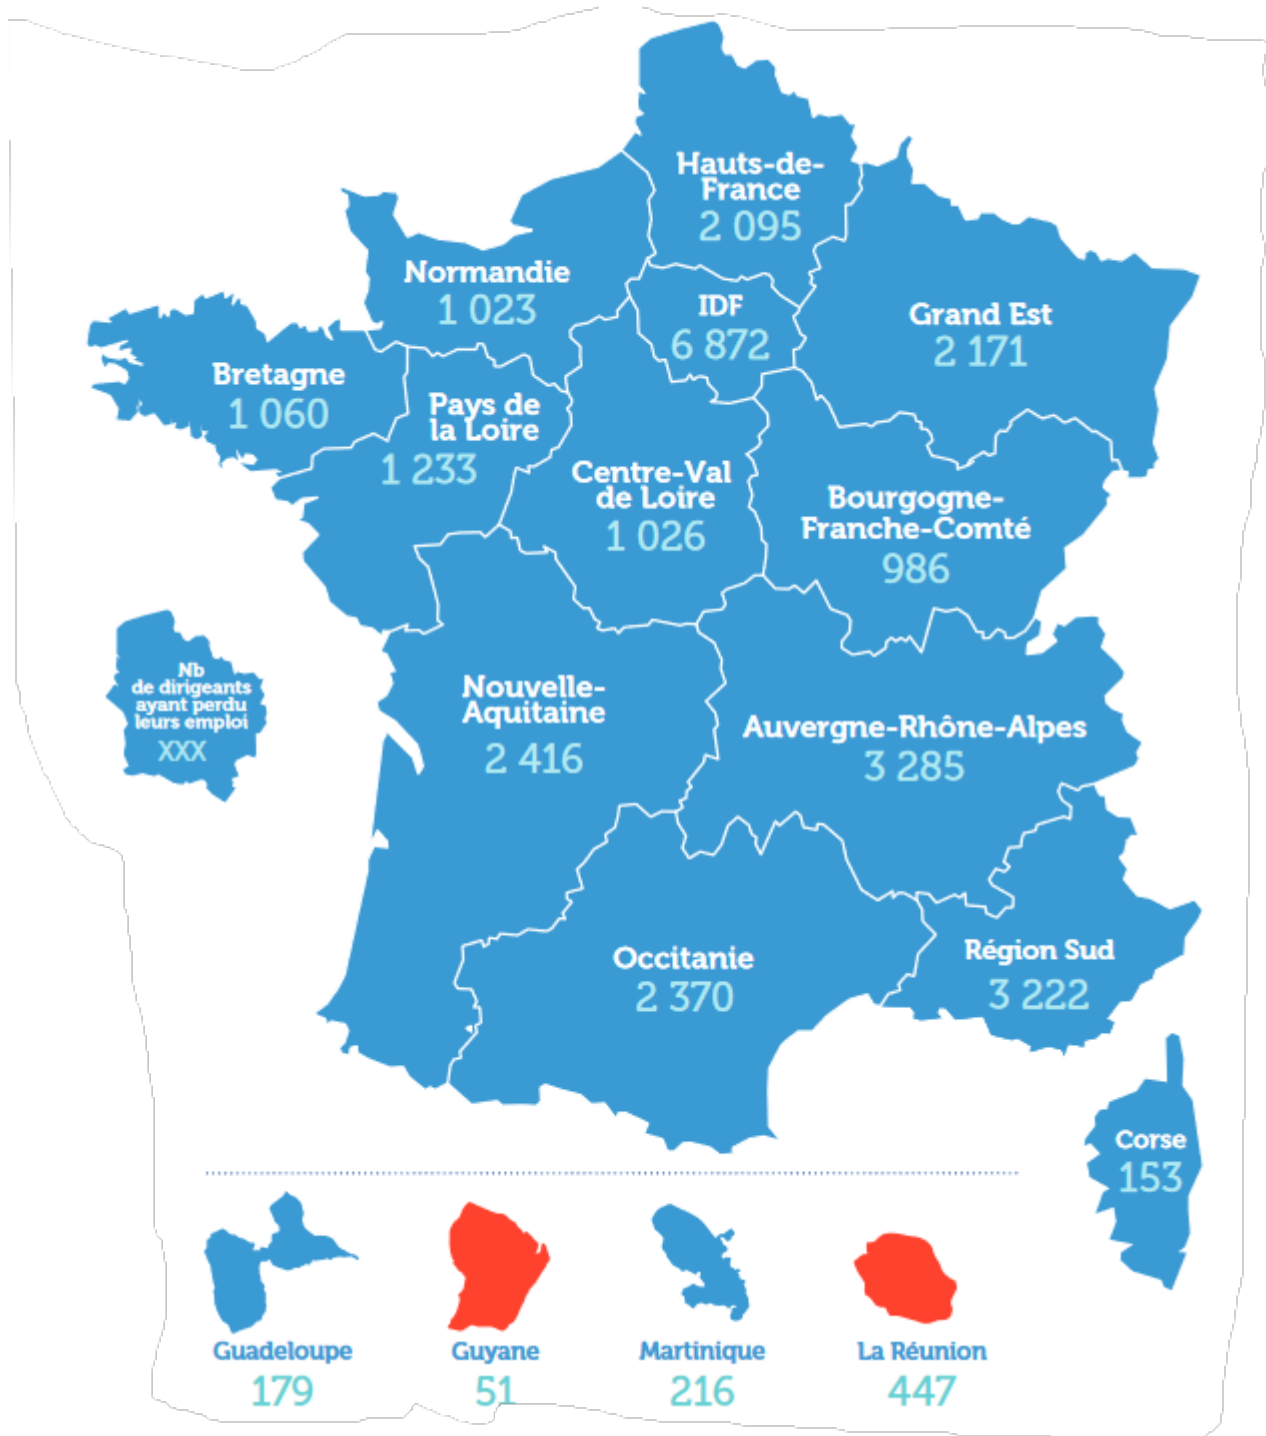 Hauts-de-
France
2 095
Normandie
1 023
IDF
6 872
Grand Est
2 171
Bretagne
1 060
Pays de
la Loire
1 233
Centre-Val
de Loire
1 026
Bourgogne-
Franche-Comté
986
Nb
de dirigeants
ayant perdu
leurs emploi
XXX
Nouvelle-
Aquitaine
2 416
Auvergne-Rhône-Alpes
3 285
Occitanie
2 370
Région Sud
3 222
Corse
153
Guadeloupe
179
Guyane
51
Martinique
216
La Réunion
447